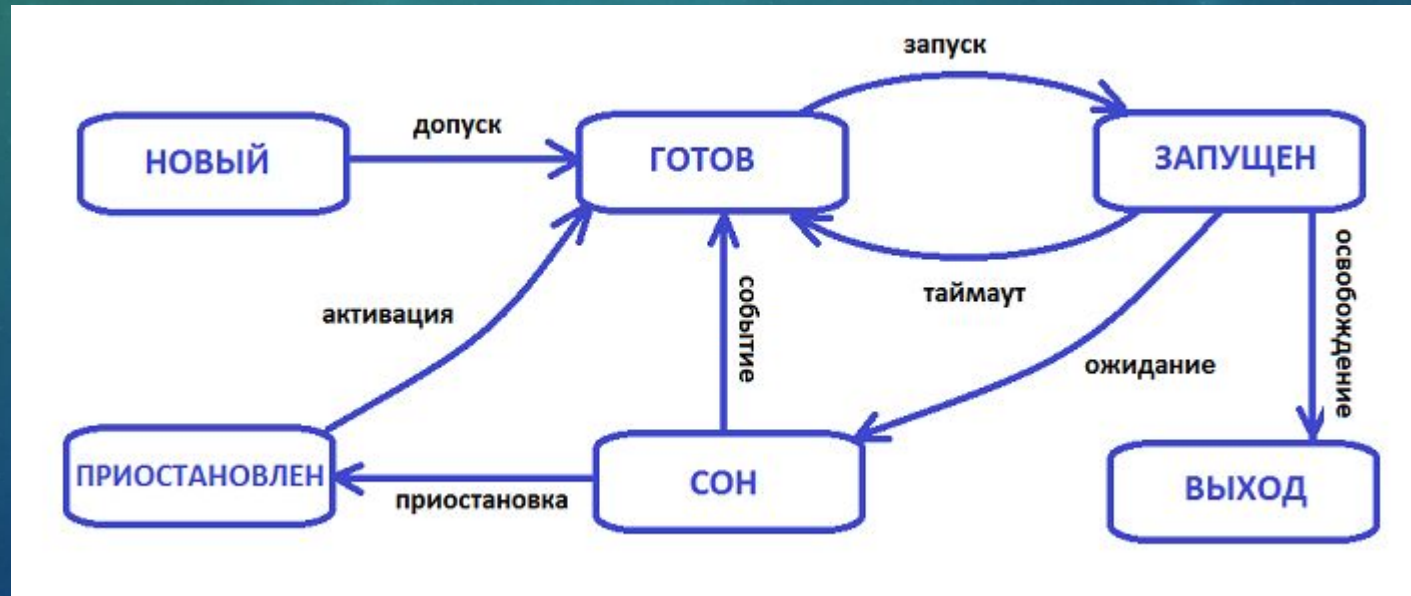 запуск
допуск
НОВЫЙ
ГОТОВ
ЗАПУЩЕН
активация
событие
таймаут
ожидание
освобождение
ПРИОСТАНОВЛЕН
приостановка
СОН
ВЫХОД